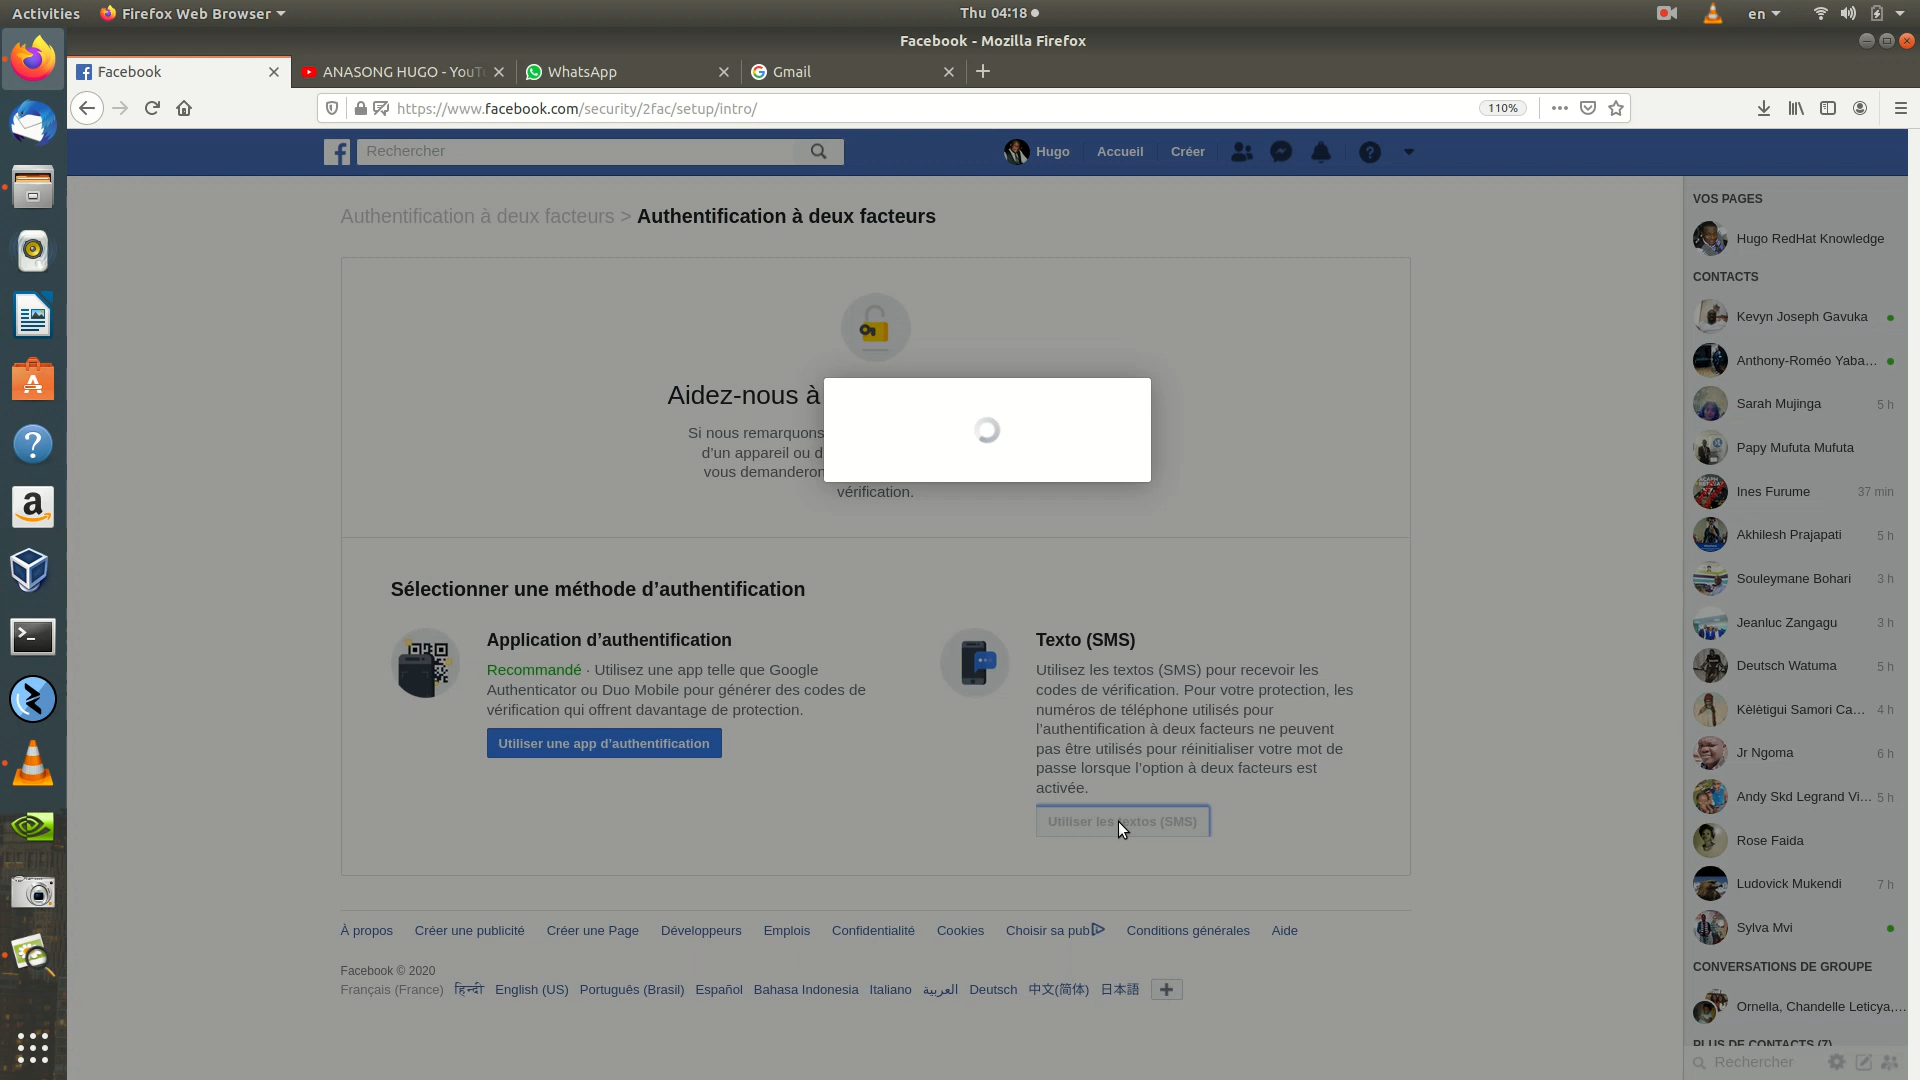 Activities Firefox Web Browser Thu 04:18 en
Facebook - Mozilla Firefox
Facebook ANASONG HUGO - YouTu WhatsApp Gmail
https://www.facebook.com/security/2fac/setup/intro/ 110%
Rechercher Hugo Accueil Créer
Authentification à deux facteurs > Authentification à deux facteurs
Aidez-nous à
Si nous remarquons
d’un appareil ou d
vous demanderon
vérification.
Sélectionner une méthode d’authentification
Application d’authentification
Recommandé · Utilisez une app telle que Google
Authenticator ou Duo Mobile pour générer des codes de
vérification qui offrent davantage de protection.
Utiliser une app d’authentification
Texto (SMS)
Utilisez les textos (SMS) pour recevoir les
codes de vérification. Pour votre protection, les
numéros de téléphone utilisés pour
l’authentification à deux facteurs ne peuvent
pas être utilisés pour réinitialiser votre mot de
passe lorsque l’option à deux facteurs est
activée.
Utiliser les textos (SMS)
À propos Créer une publicité Créer une Page Développeurs Emplois Confidentialité Cookies Choisir sa pub Conditions générales Aide
Facebook © 2020
Français (France) हिन्दी English (US) Português (Brasil) Español Bahasa Indonesia Italiano العربية Deutsch 中文(简体) 日本語
VOS PAGES
Hugo RedHat Knowledge
CONTACTS
Kevyn Joseph Gavuka
Anthony-Roméo Yaba...
Sarah Mujinga 5 h
Papy Mufuta Mufuta
Ines Furume 37 min
Akhilesh Prajapati 5 h
Souleymane Bohari 3 h
Jeanluc Zangagu 3 h
Deutsch Watuma 5 h
Kèlètigui Samori Ca... 4 h
Jr Ngoma 6 h
Andy Skd Legrand Vi... 5 h
Rose Faida
Ludovick Mukendi 7 h
Sylva Mvi
CONVERSATIONS DE GROUPE
Ornella, Chandelle Leticya,...
PLUS DE CONTACTS (7)
Rechercher